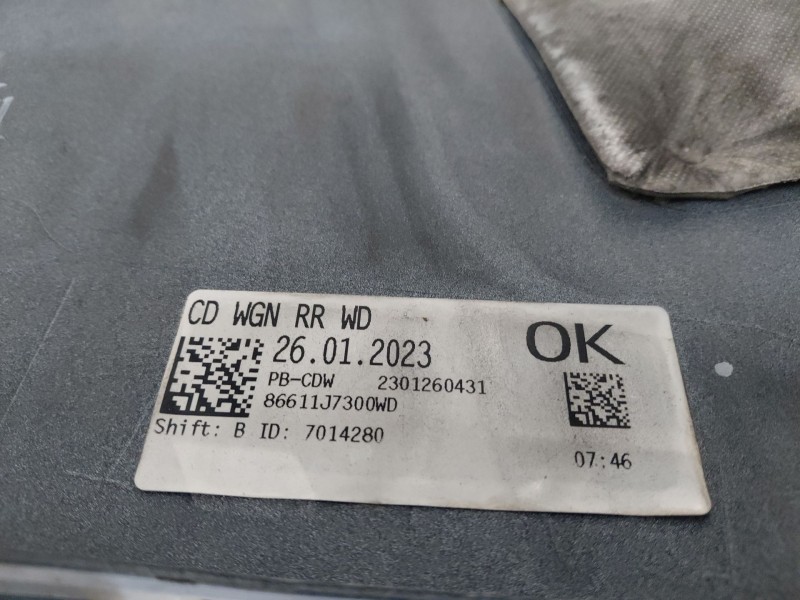 CD WGN RR WD
OK
26.01.2023
PB-CDW 2301260431
86611J7300WD
Shift: B ID: 7014280
07:46